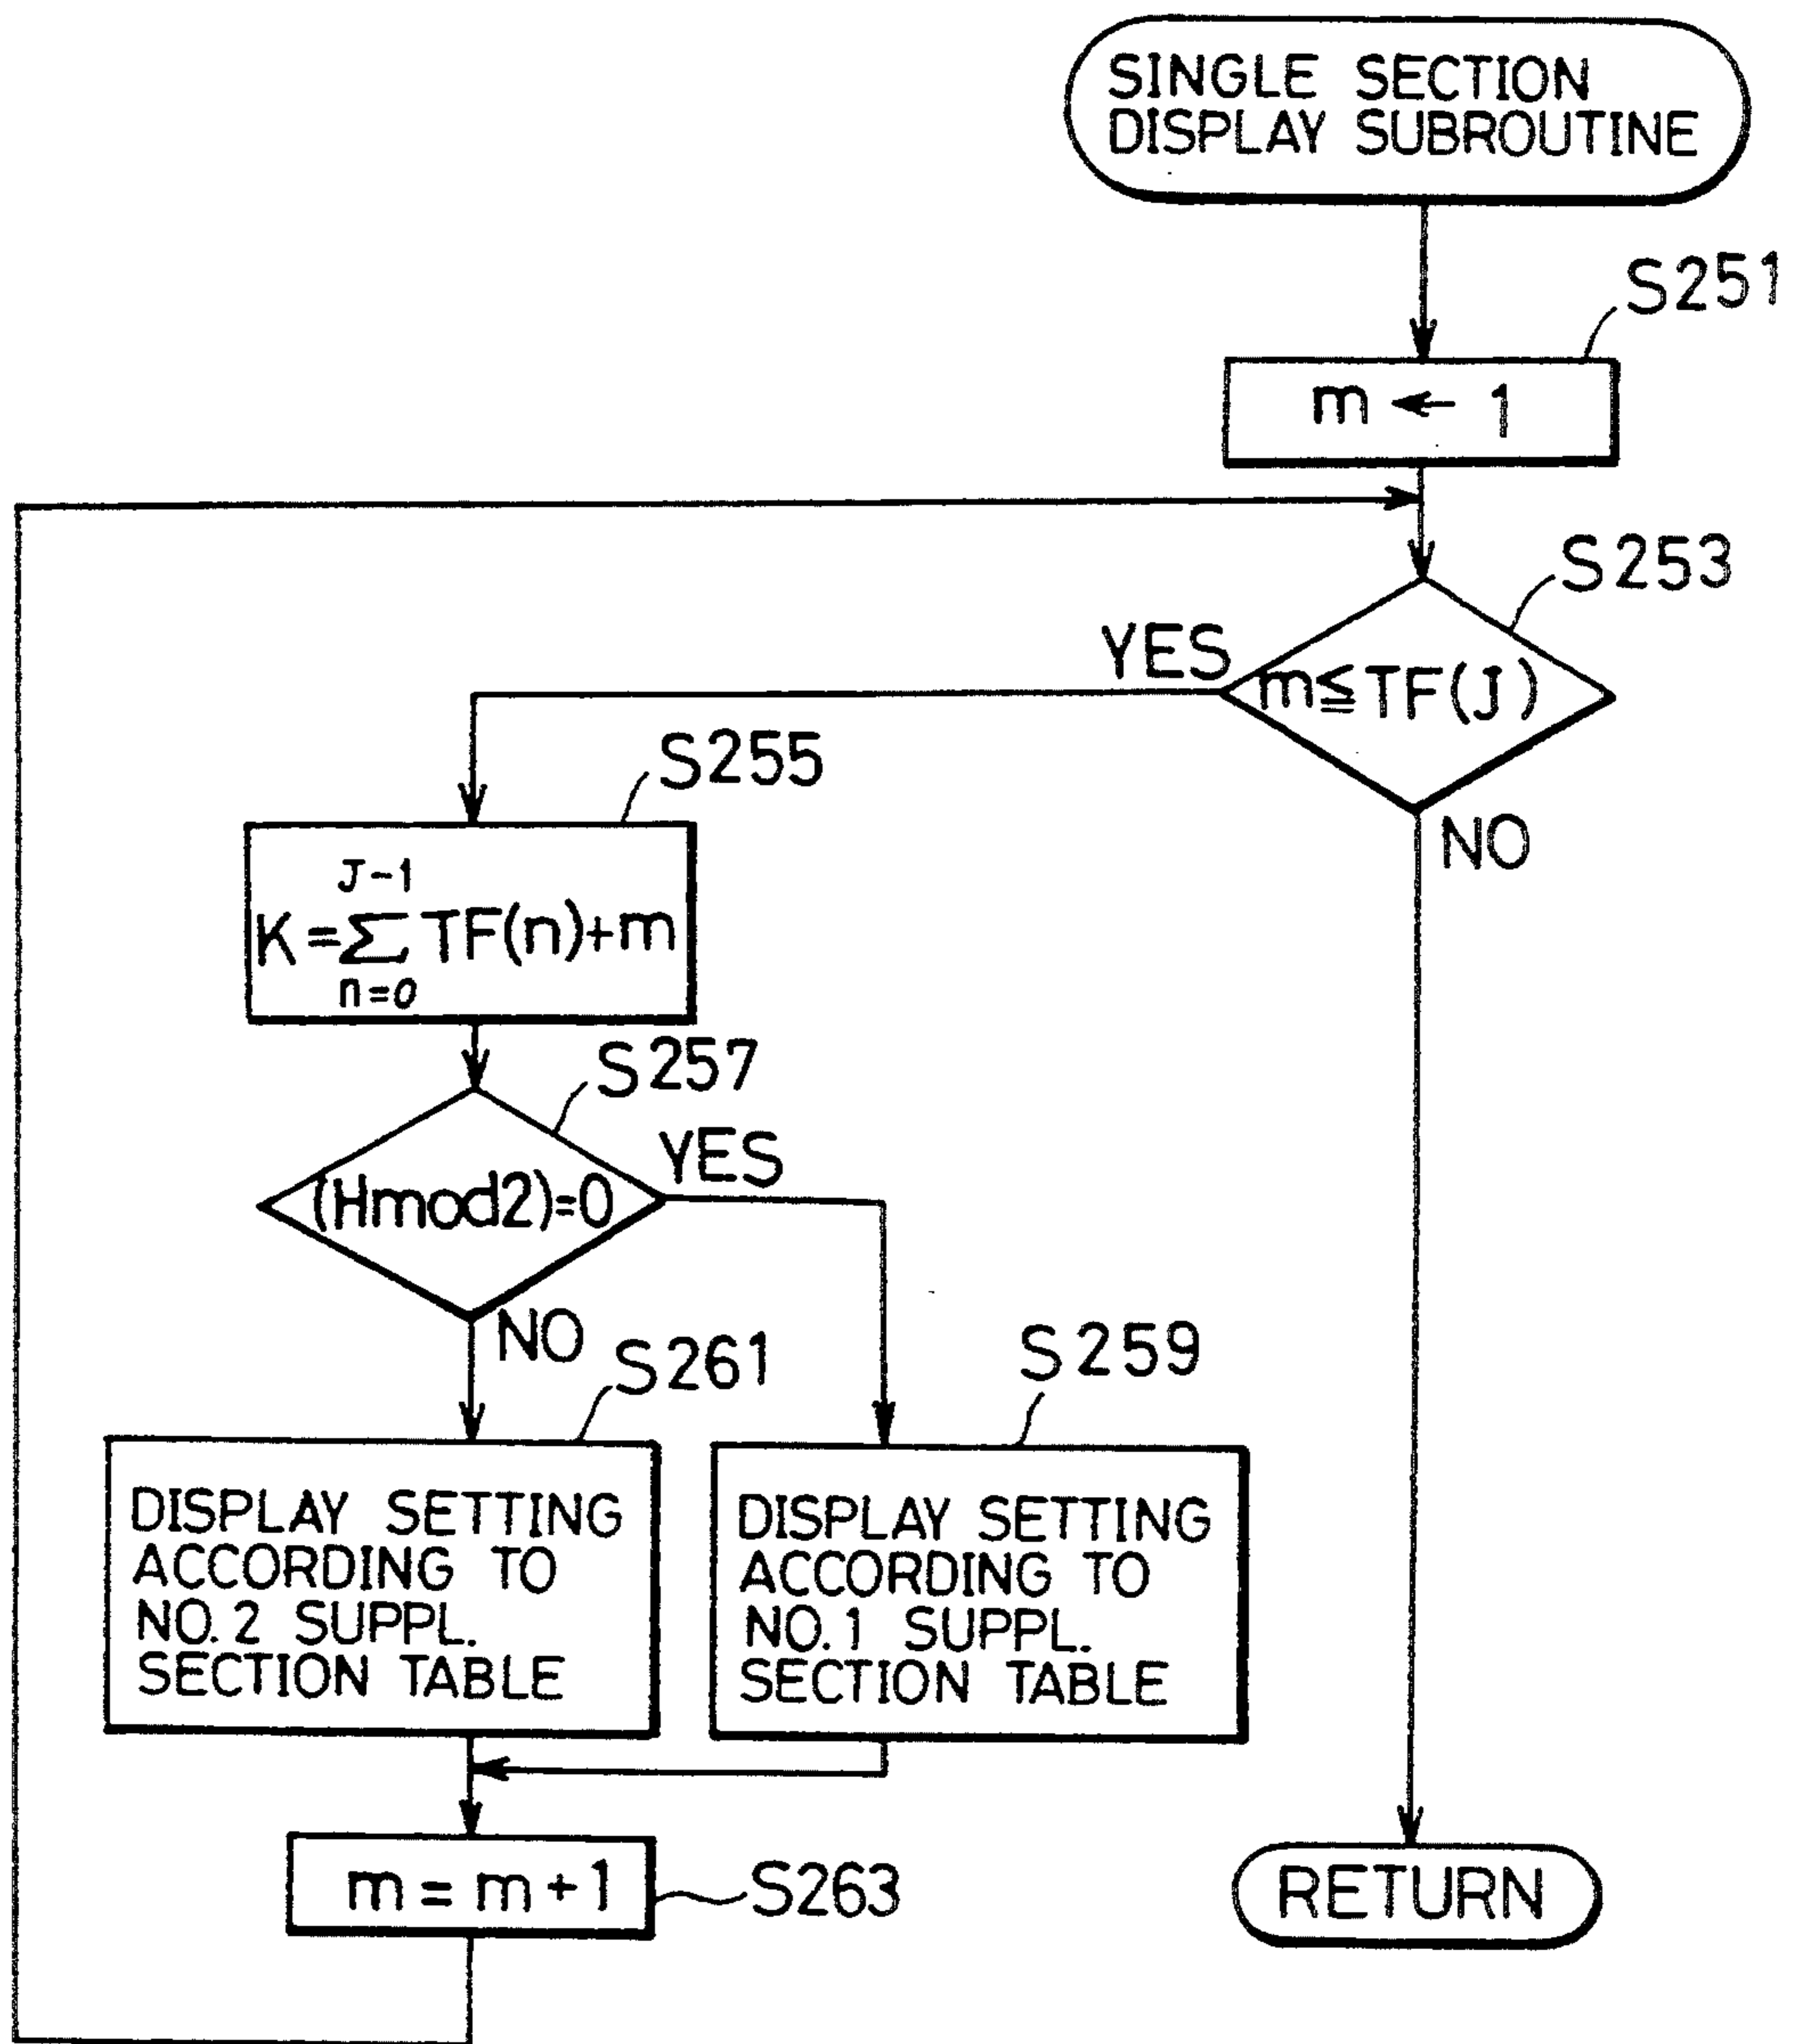 SINGLE SECTION
DISPLAY SUBROUTINE
S251
m ← 1
S253
YES
m≦TF(J)
NO
S255
J-1
K=ΣTF(n)+m
n=0
S257
YES
(Hmod2)=0
NO
S261
S259
DISPLAY SETTING
ACCORDING TO
NO.2 SUPPL.
SECTION TABLE
DISPLAY SETTING
ACCORDING TO
NO.1 SUPPL.
SECTION TABLE
m = m+1
S263
RETURN